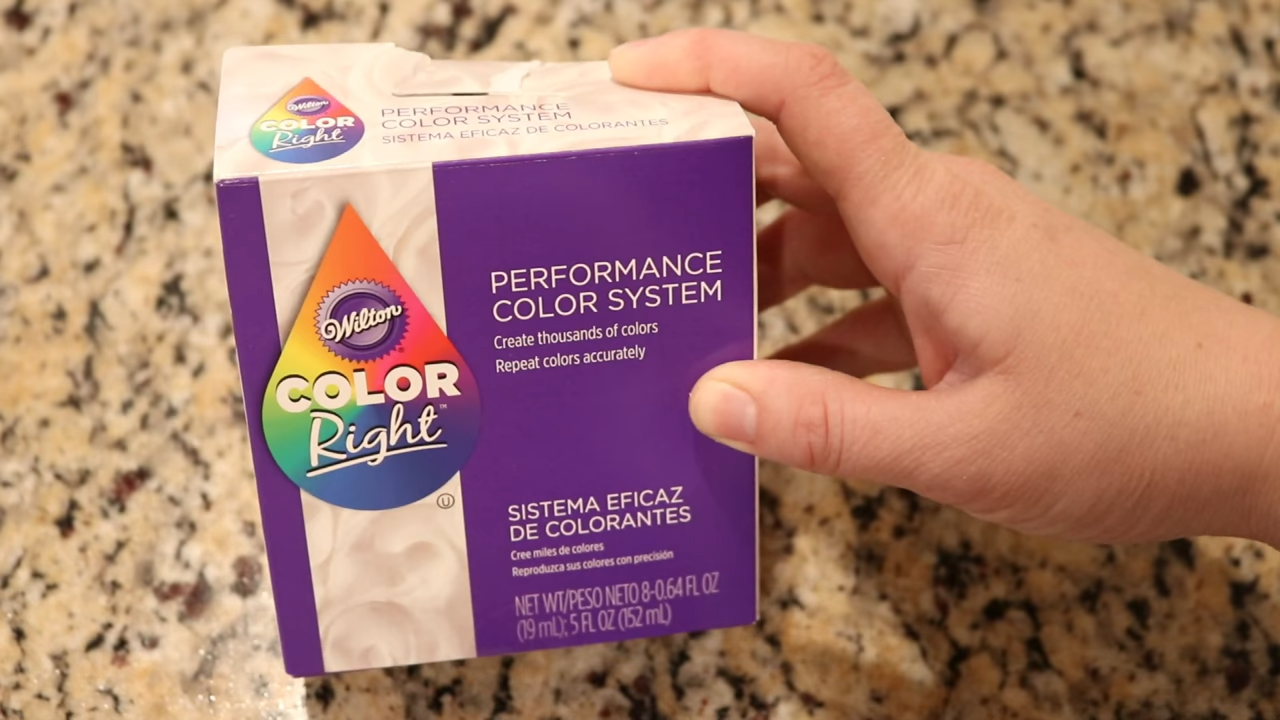 Wilton
COLOR
Right™
PERFORMANCE
COLOR SYSTEM
SISTEMA EFICAZ DE COLORANTES
Wilton
COLOR
Right™
U
PERFORMANCE
COLOR SYSTEM
Create thousands of colors
Repeat colors accurately
SISTEMA EFICAZ
DE COLORANTES
Cree miles de colores
Reproduzca sus colores con precisión
NET WT/PESO NETO 8-0.64 FL OZ
(19 mL); 5 FL OZ (152 mL)